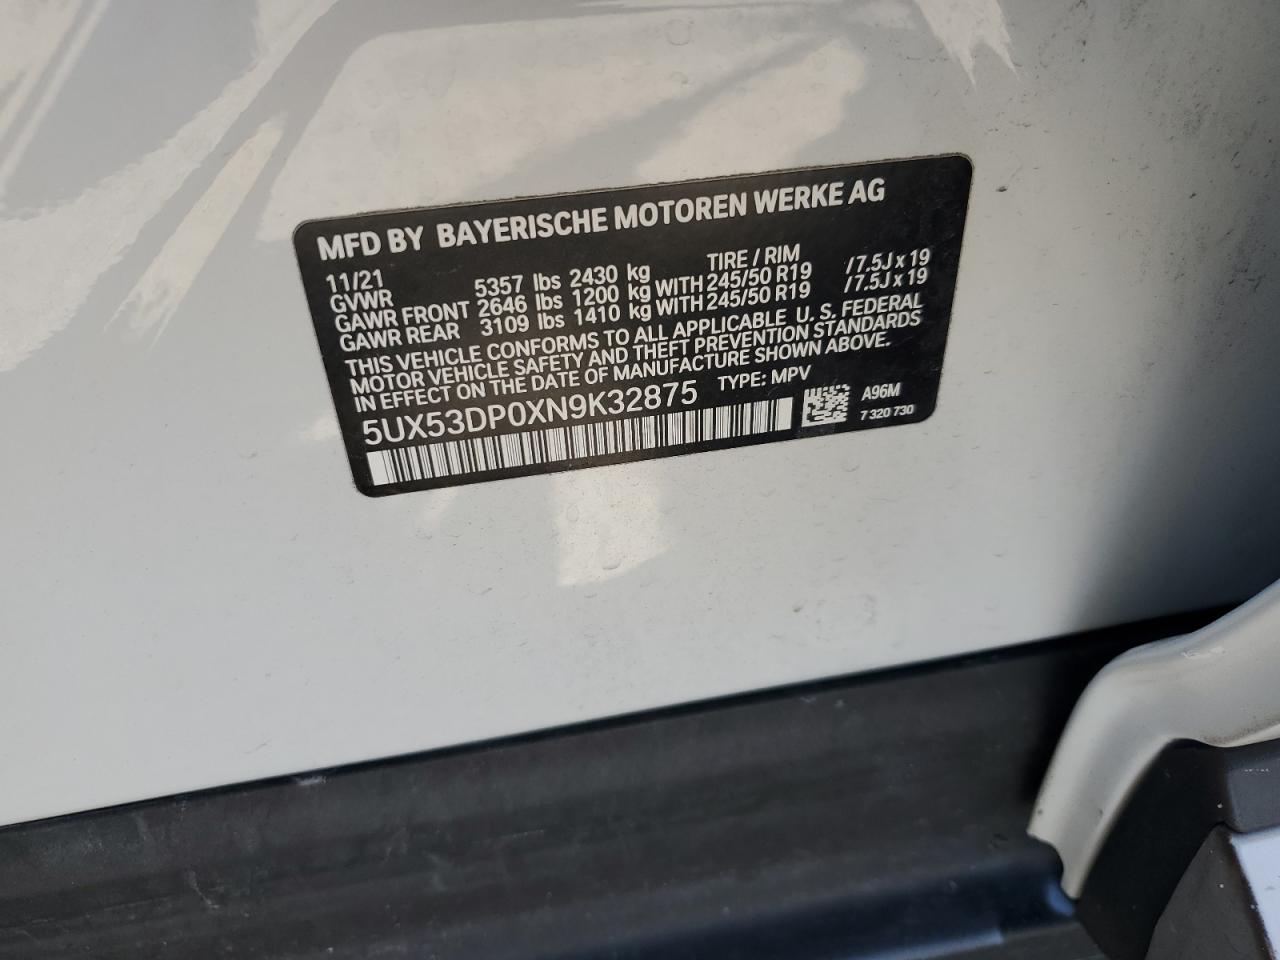 MFD BY BAYERISCHE MOTOREN WERKE AG
11/21 TIRE / RIM
GVWR 5357 lbs 2430 kg
GAWR FRONT 2646 lbs 1200 kg WITH 245/50 R19 /7.5J x 19
GAWR REAR 3109 lbs 1410 kg WITH 245/50 R19 /7.5J x 19
THIS VEHICLE CONFORMS TO ALL APPLICABLE U. S. FEDERAL
MOTOR VEHICLE SAFETY AND THEFT PREVENTION STANDARDS
IN EFFECT ON THE DATE OF MANUFACTURE SHOWN ABOVE.
5UX53DP0XN9K32875 TYPE: MPV
A96M
7 320 730